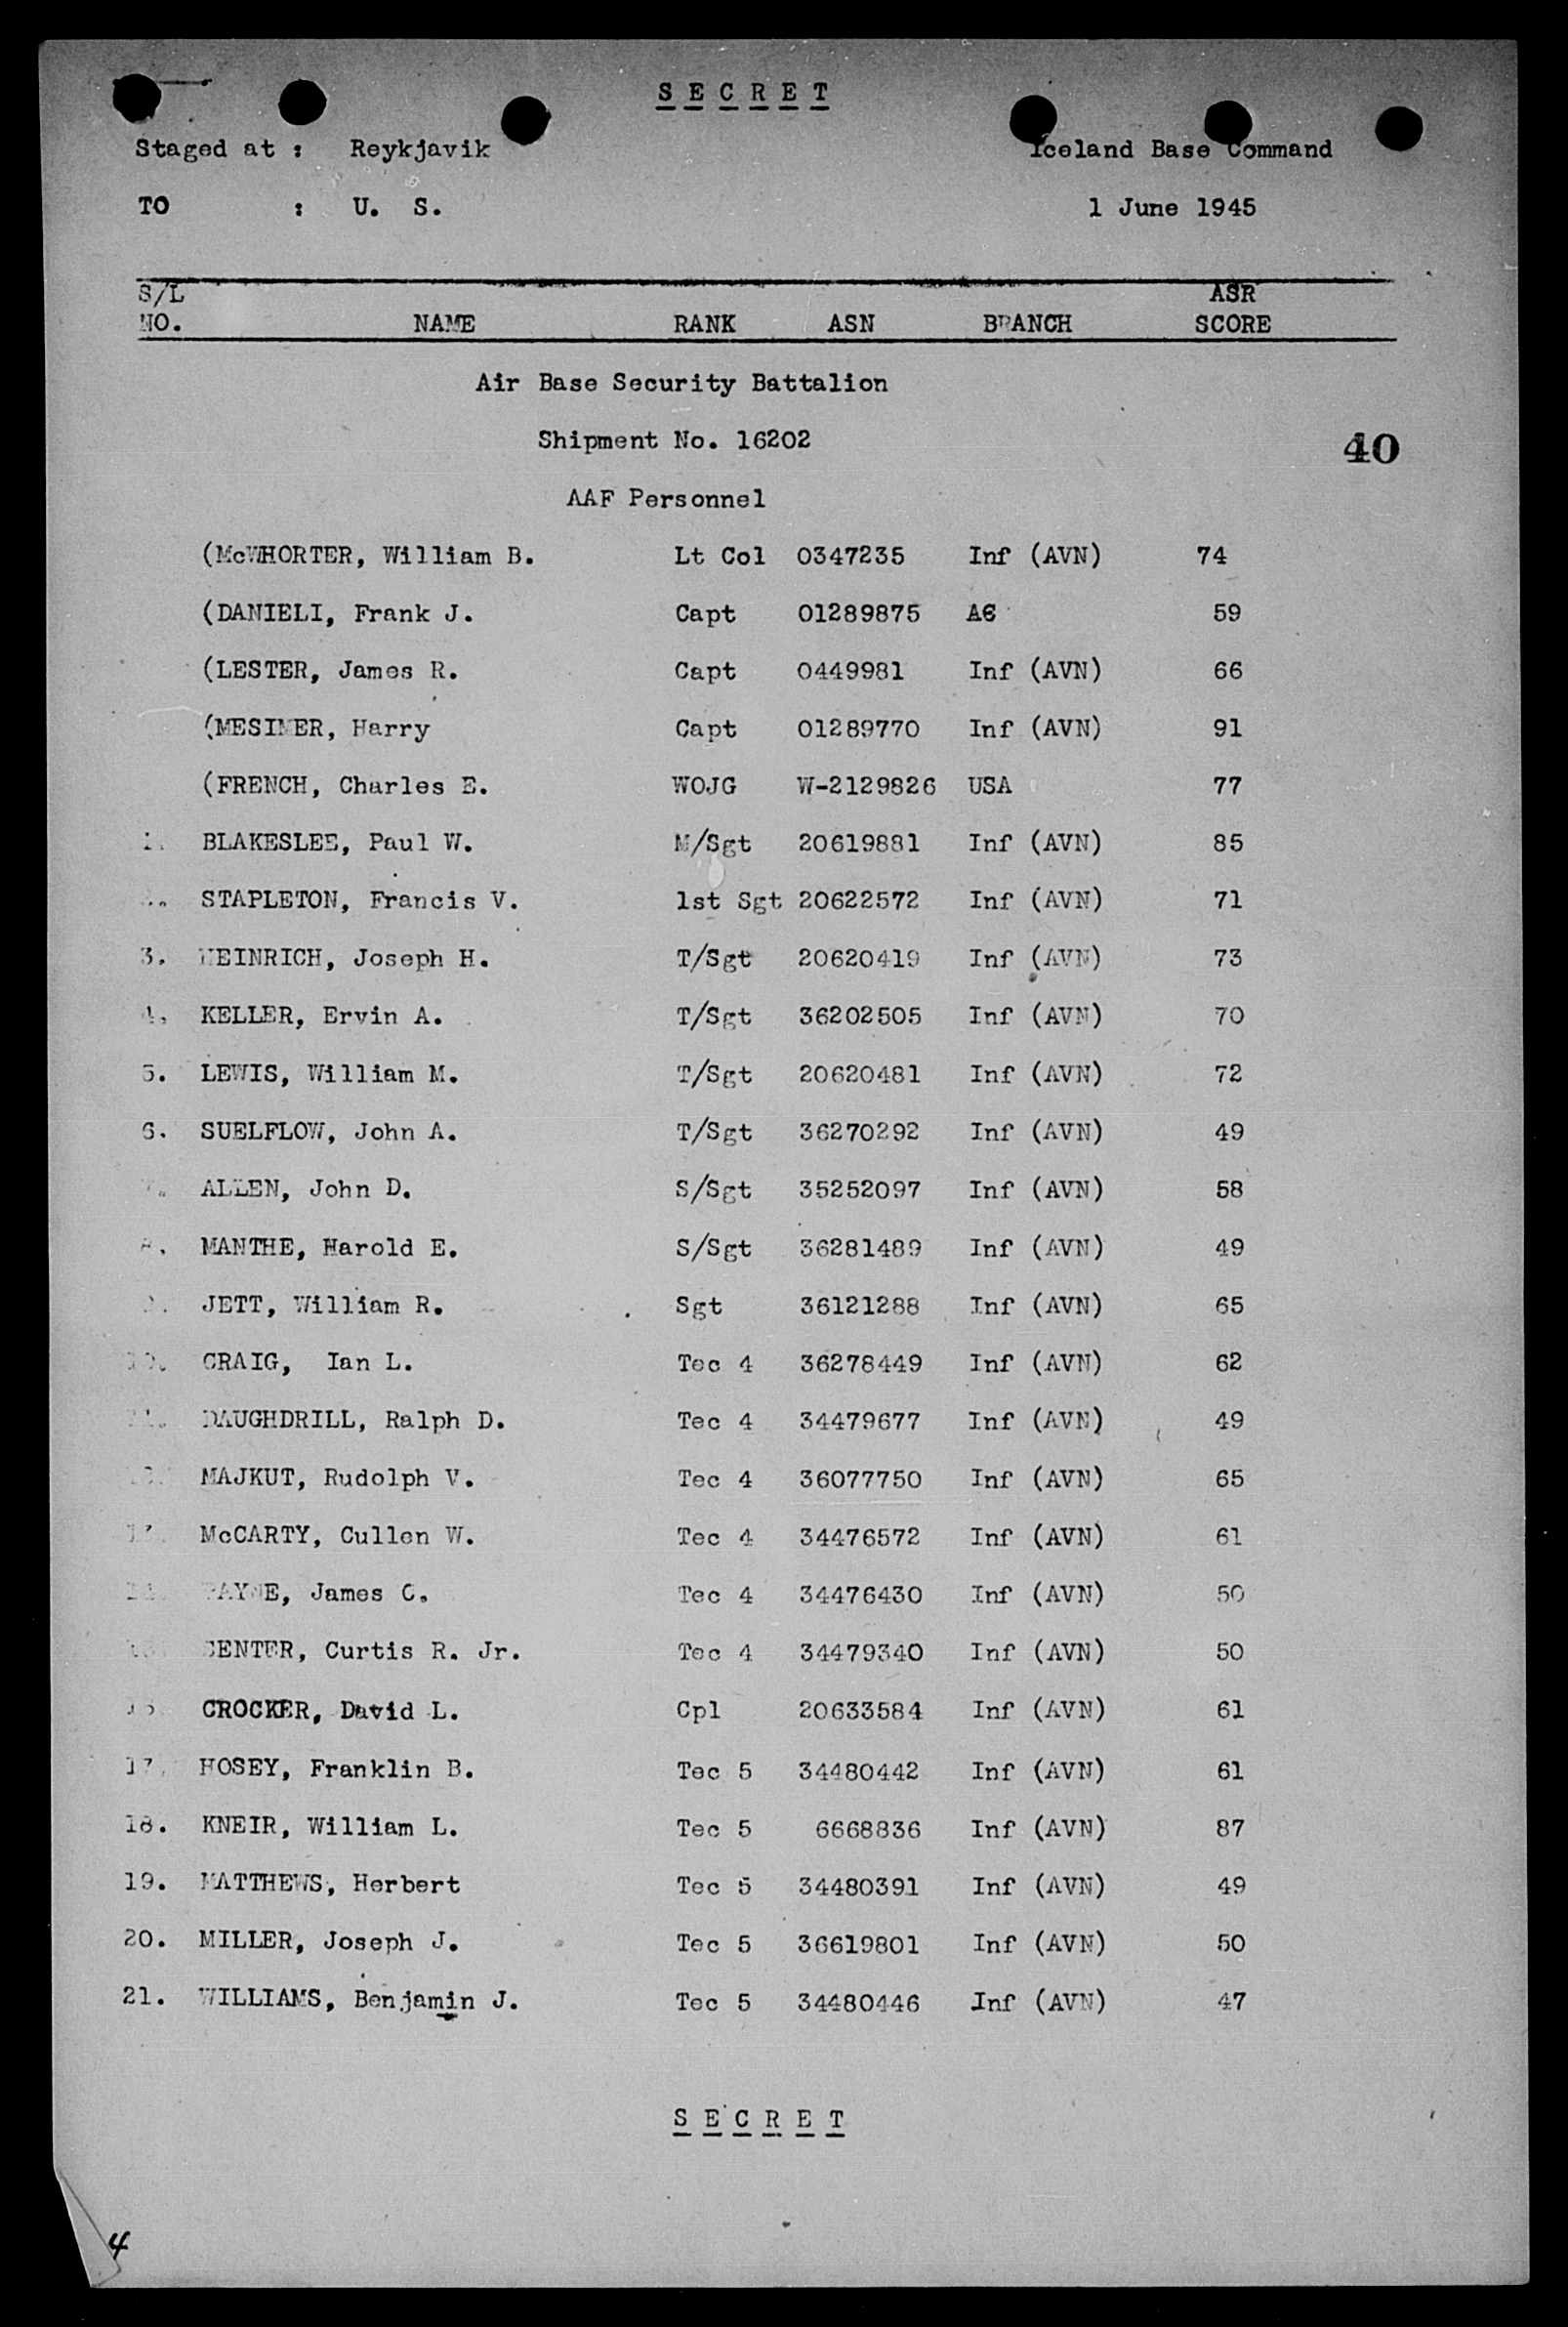 S E C R E T
Staged at : Reykjavik Iceland Base Command
TO : U. S. 1 June 1945
S/L ASR
NO. NAME RANK ASN BRANCH SCORE
Air Base Security Battalion
Shipment No. 16202
40
AAF Personnel
(McWHORTER, William B. Lt Col 0347235 Inf (AVN) 74
(DANIELI, Frank J. Capt 01289875 59
(LESTER, James R. Capt 0449981 Inf (AVN) 66
(MESIMER, Harry Capt 01289770 Inf (AVN) 91
(FRENCH, Charles E. WOJG W-2129826 USA 77
1. BLAKESLEE, Paul W. M/Sgt 20619881 Inf (AVN) 85
STAPLETON, Francis V. 1st Sgt 20622572 Inf (AVN) 71
3. HEINRICH, Joseph H. T/Sgt 20620419 Inf (AVN) 73
4. KELLER, Ervin A. T/Sgt 36202505 Inf (AVN) 70
5. LEWIS, William M. T/Sgt 20620481 Inf (AVN) 72
6. SUELFLOW, John A. T/Sgt 36270292 Inf (AVN) 49
ALLEN, John D. S/Sgt 35252097 Inf (AVN) 58
MANTHE, Harold E. S/Sgt 36281489 Inf (AVN) 49
JETT, William R. Sgt 36121288 Inf (AVN) 65
CRAIG, Ian L. Tec 4 36278449 Inf (AVN) 62
DAUGHDRILL, Ralph D. Tec 4 34479677 Inf (AVN) 49
MAJKUT, Rudolph V. Tec 4 36077750 Inf (AVN) 65
McCARTY, Cullen W. Tec 4 34476572 Inf (AVN) 61
PAYNE, James C. Tec 4 34476430 Inf (AVN) 50
SENTER, Curtis R. Jr. Tec 4 34479340 Inf (AVN) 50
CROCKER, David L. Cpl 20633584 Inf (AVN) 61
17. HOSEY, Franklin B. Tec 5 34480442 Inf (AVN) 61
18. KNEIR, William L. Tec 5 6668836 Inf (AVN) 87
19. MATTHEWS, Herbert Tec 5 34480391 Inf (AVN) 49
20. MILLER, Joseph J. Tec 5 36619801 Inf (AVN) 50
21. WILLIAMS, Benjamin J. Tec 5 34480446 Inf (AVN) 47
S E C R E T
4